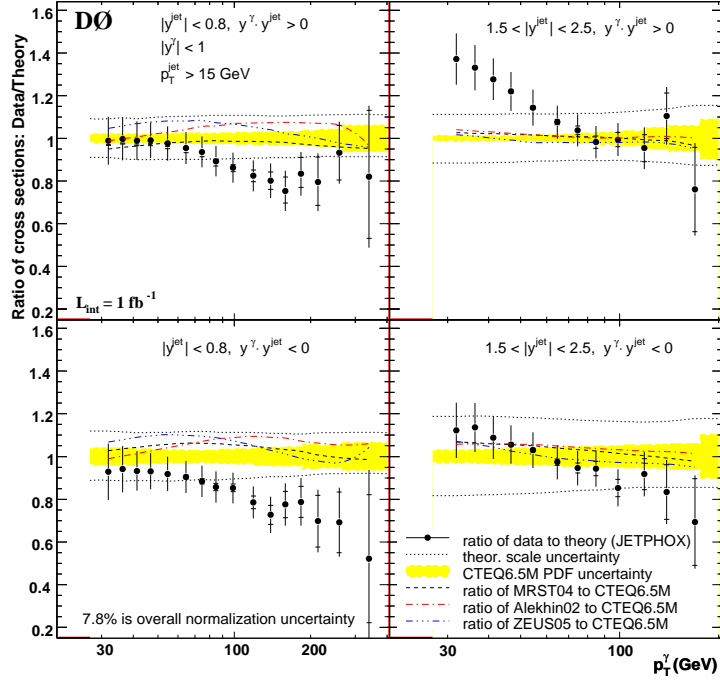 Ratio of cross sections: Data/Theory
DØ
|y^jet| < 0.8, y^γ · y^jet > 0
|y^γ| < 1
p_T^jet > 15 GeV
L_int = 1 fb^-1
1.6
1.4
1.2
1
0.8
0.6
0.4
0.2
1.5 < |y^jet| < 2.5, y^γ · y^jet > 0
|y^jet| < 0.8, y^γ · y^jet < 0
7.8% is overall normalization uncertainty
1.6
1.4
1.2
1
0.8
0.6
0.4
0.2
30 100 200
1.5 < |y^jet| < 2.5, y^γ · y^jet < 0
ratio of data to theory (JETPHOX)
theor. scale uncertainty
CTEQ6.5M PDF uncertainty
ratio of MRST04 to CTEQ6.5M
ratio of Alekhin02 to CTEQ6.5M
ratio of ZEUS05 to CTEQ6.5M
30 100
p_T^γ (GeV)